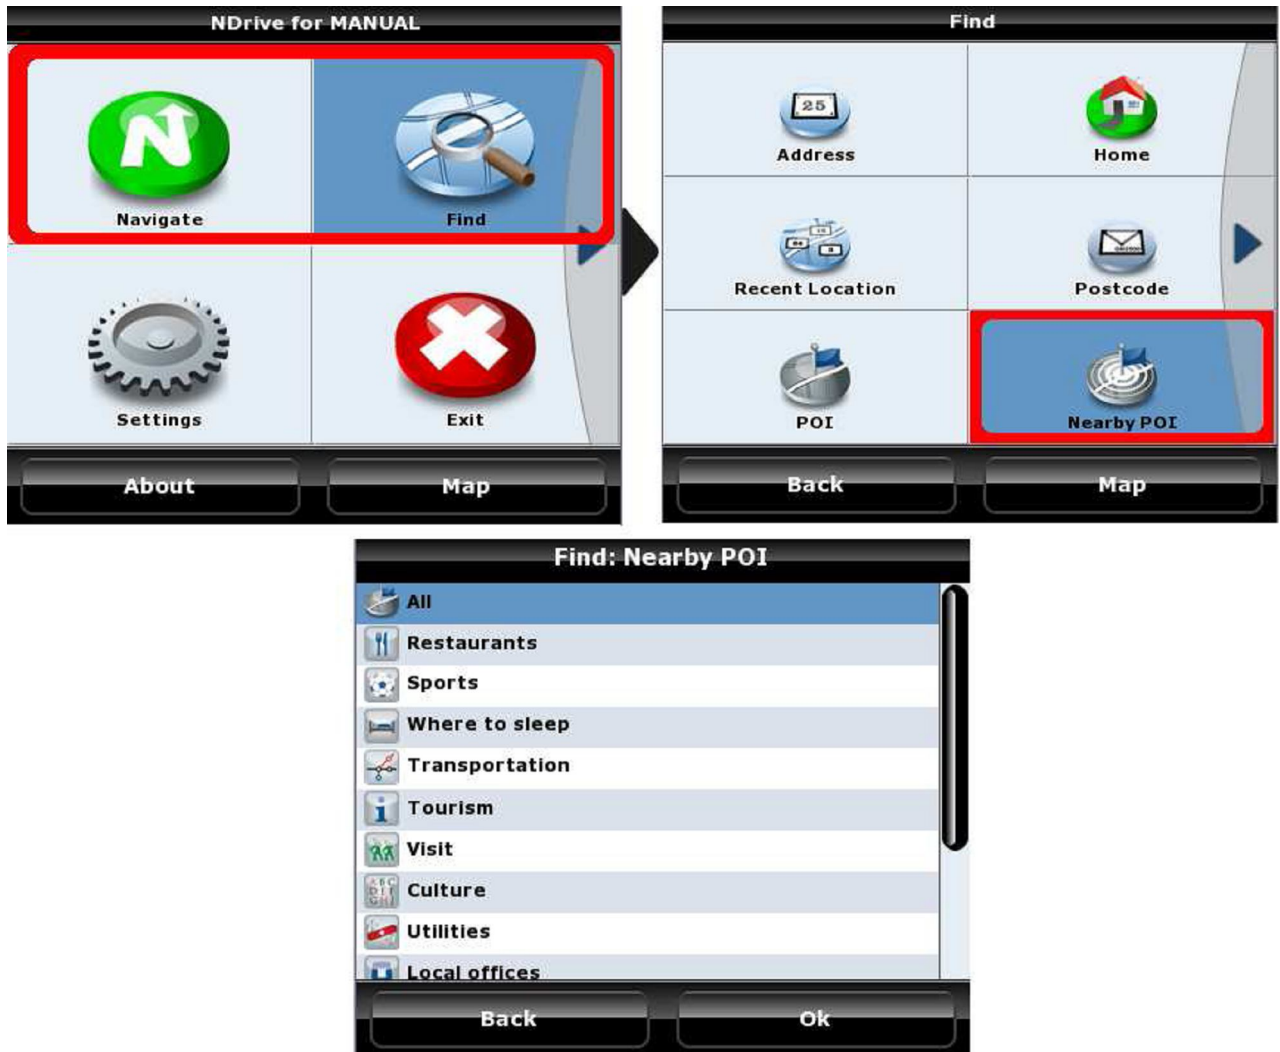 NDrive for MANUAL
Navigate
Find
Settings
Exit
About
Map
Find
25
Address
Home
Recent Location
Postcode
POI
Nearby POI
Back
Map
Find: Nearby POI
All
Restaurants
Sports
Where to sleep
Transportation
Tourism
Visit
Culture
Utilities
Local offices
Back
Ok